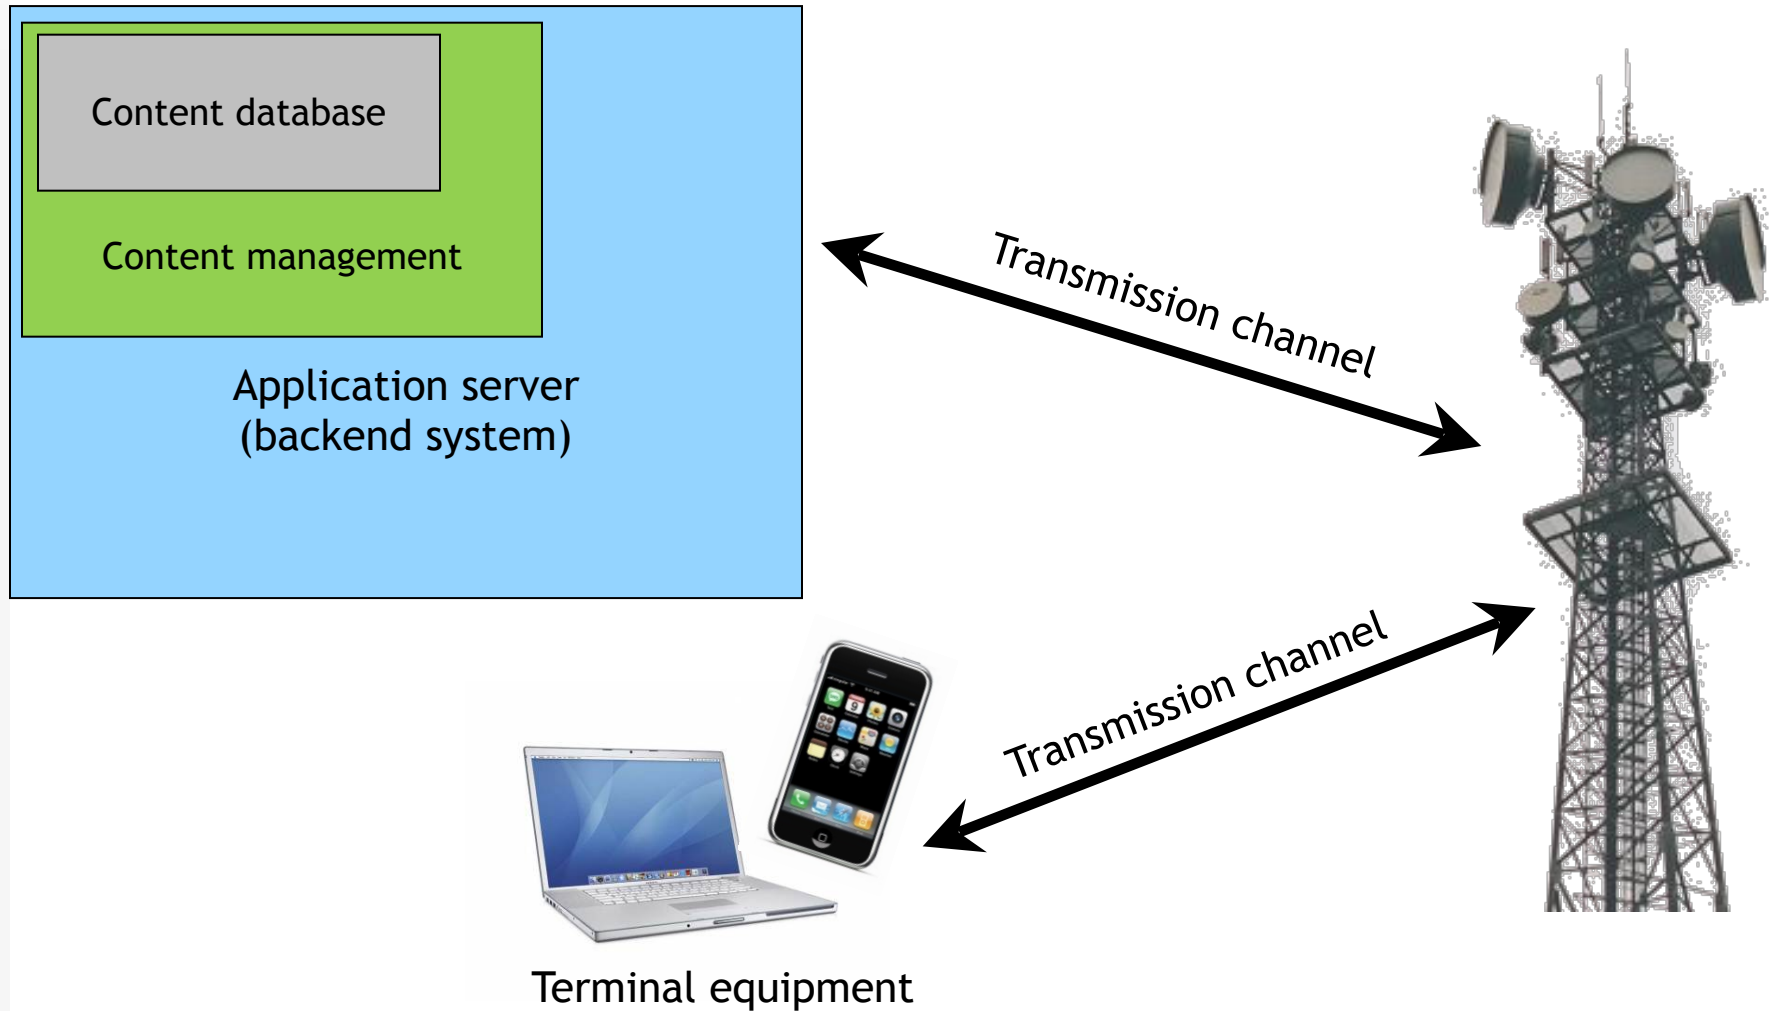 Content database
Content management
Application server
(backend system)
Transmission channel
Transmission channel
Terminal equipment